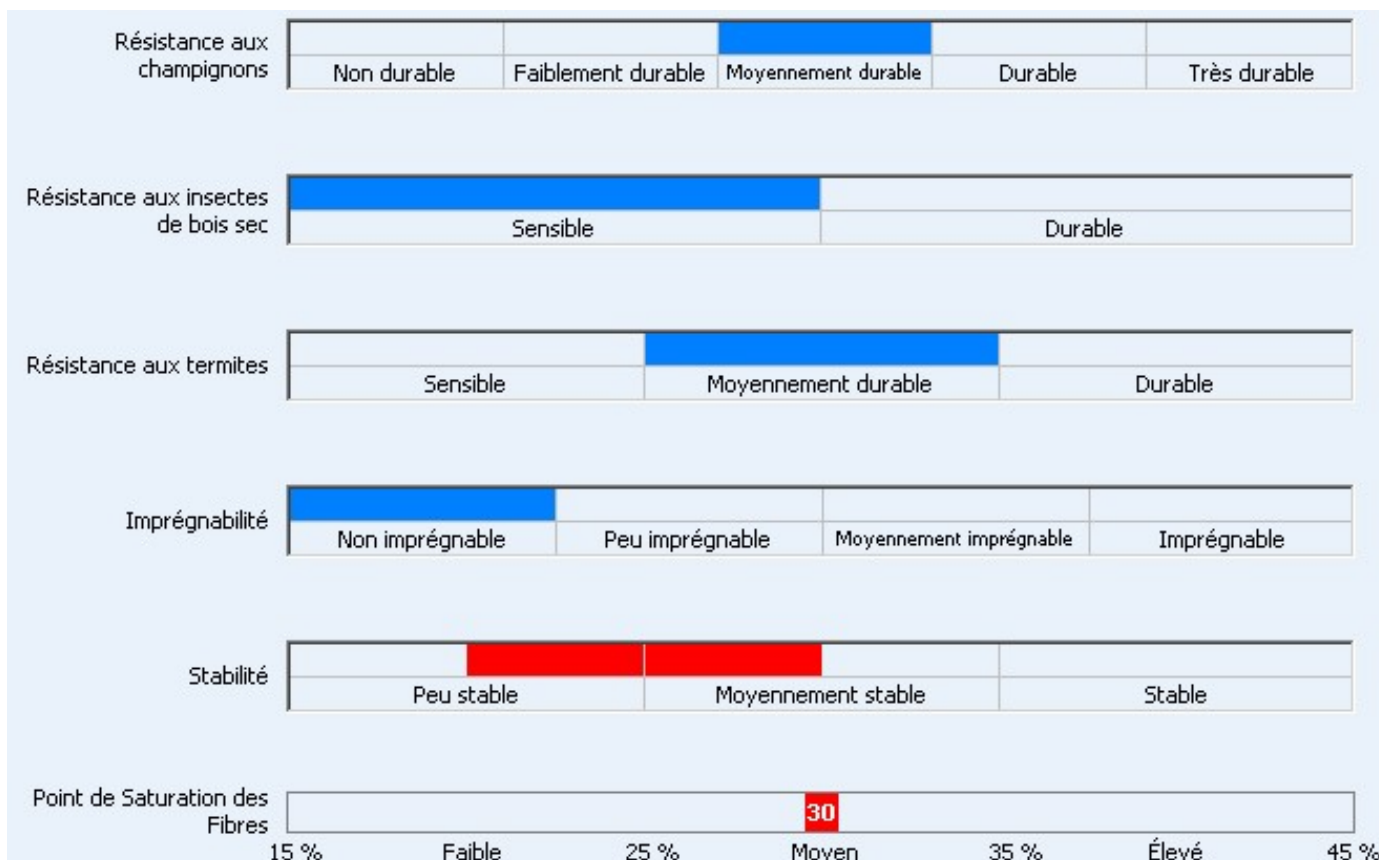 Résistance aux
champignons
Non durable Faiblement durable Moyennement durable Durable Très durable
Résistance aux insectes
de bois sec
Sensible Durable
Résistance aux termites
Sensible Moyennement durable Durable
Imprégnabilité
Non imprégnable Peu imprégnable Moyennement imprégnable Imprégnable
Stabilité
Peu stable Moyennement stable Stable
Point de Saturation des
Fibres
30
15 % Faible 25 % Moyen 35 % Élevé 45 %